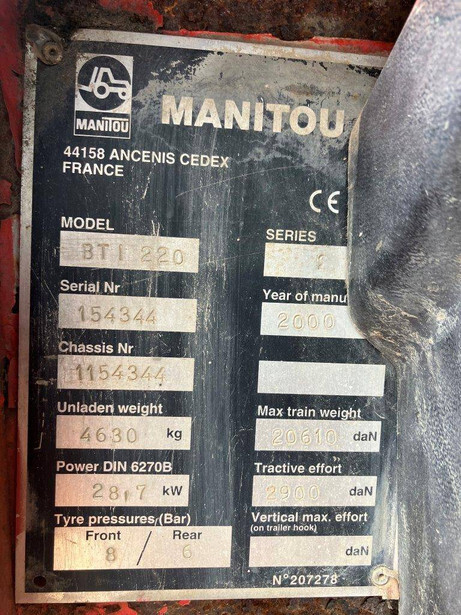 MANITOU
MANITOU
44158 ANCENIS CEDEX
FRANCE
CE
MODEL
BTI 220
SERIES
Serial Nr
154344
Year of manu
2000
Chassis Nr
1154344
Unladen weight
4630 kg
Max train weight
20610 daN
Power DIN 6270B
28,7 kW
Tractive effort
2900 daN
Tyre pressures (Bar)
Front / Rear
8 6
Vertical max. effort
(on trailer hook)
daN
N°207278